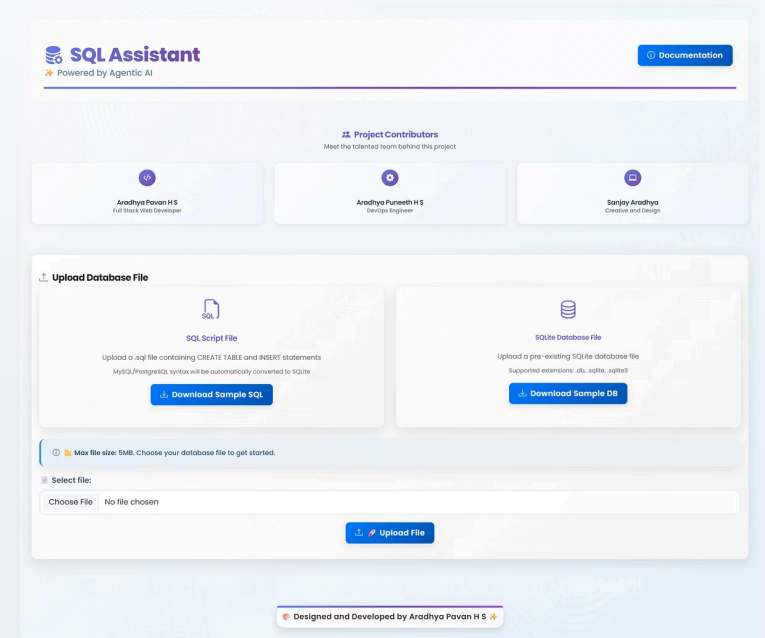 SQL Assistant
✨ Powered by Agentic AI
Documentation
Project Contributors
Meet the talented team behind this project
Aradhya Pavan H S
Full Stack Web Developer
Aradhya Puneeth H S
DevOps Engineer
Sanjay Aradhya
Creative and Design
Upload Database File
SQL
SQL Script File
Upload a .sql file containing CREATE TABLE and INSERT statements
MySQL/PostgreSQL syntax will be automatically converted to SQLite
Download Sample SQL
SQLite Database File
Upload a pre-existing SQLite database file
Supported extensions: .db, .sqlite, .sqlite3
Download Sample DB
📁 Max file size: 5MB. Choose your database file to get started.
Select file:
Choose File No file chosen
🚀 Upload File
Designed and Developed by Aradhya Pavan H S ✨